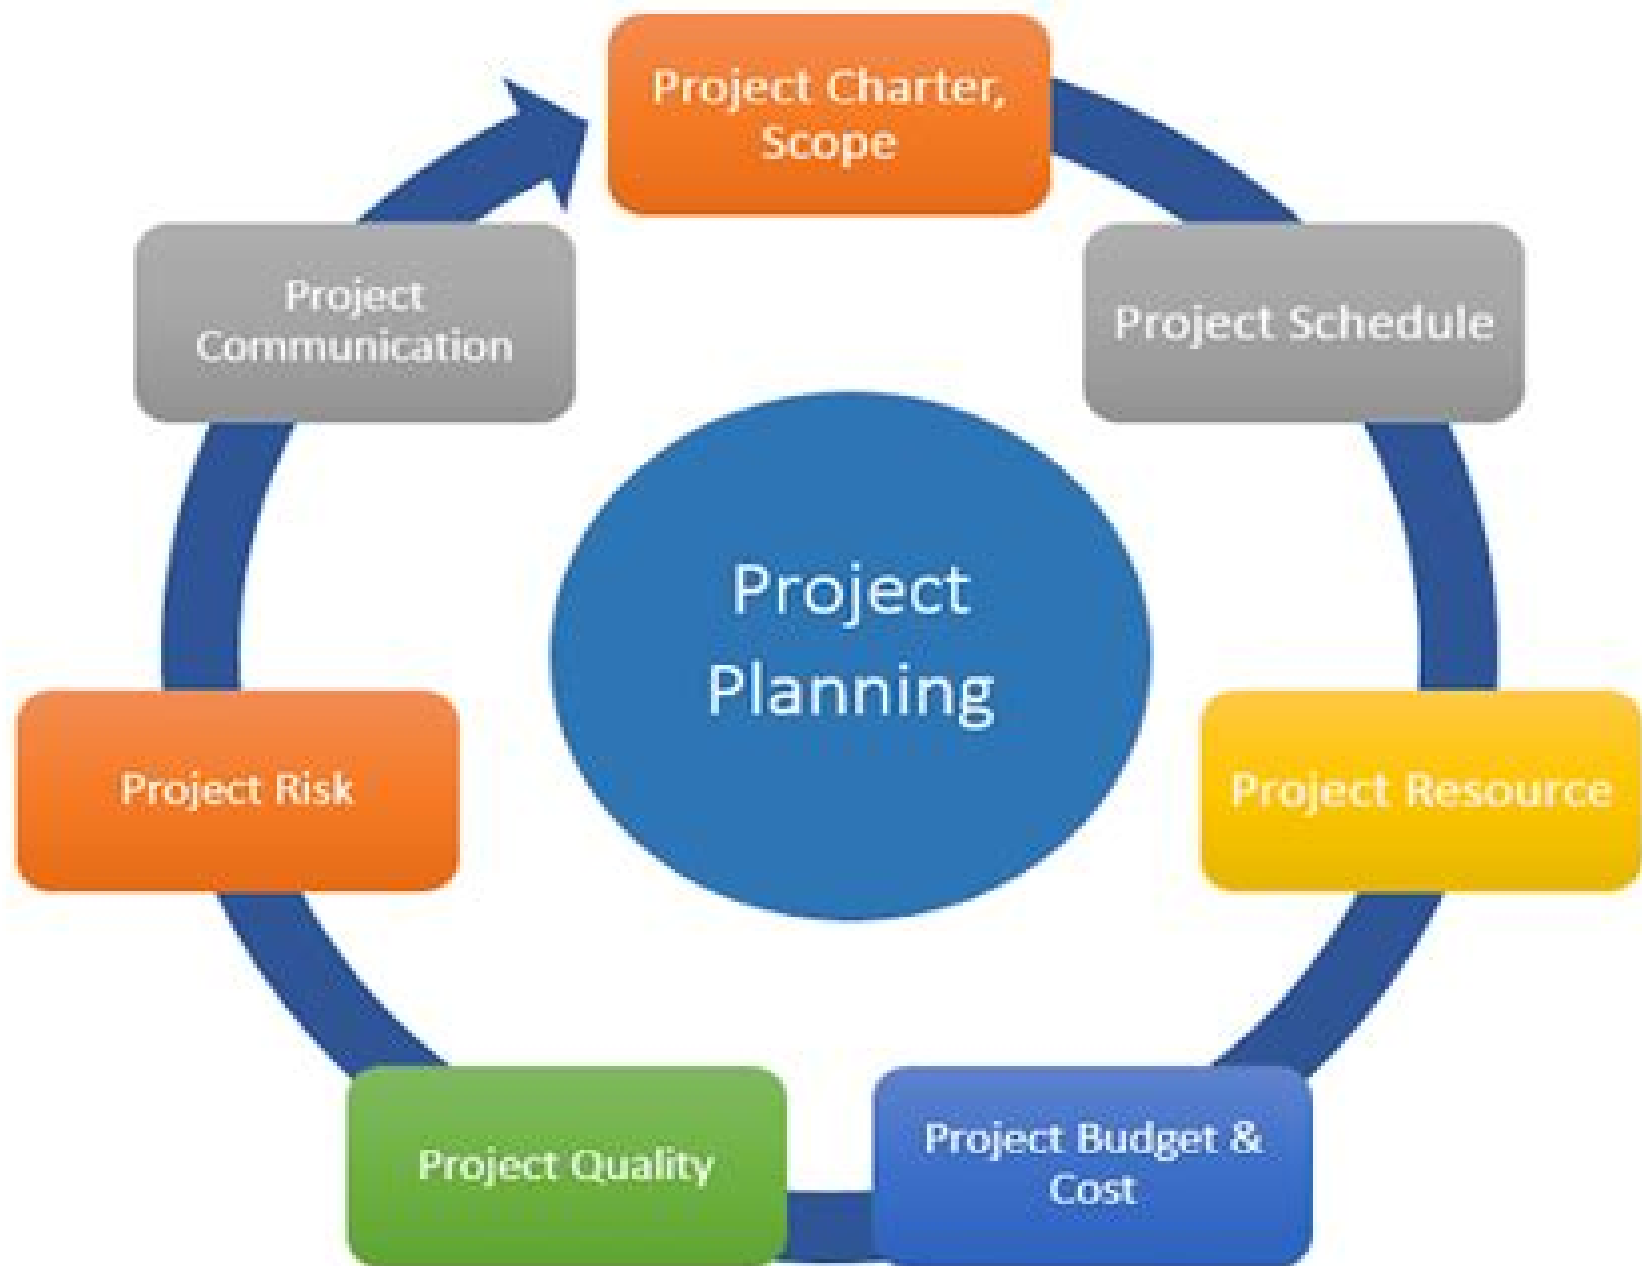 Project Charter,
Scope
Project Schedule
Project Resource
Project Budget &
Cost
Project Quality
Project Risk
Project
Communication
Project
Planning